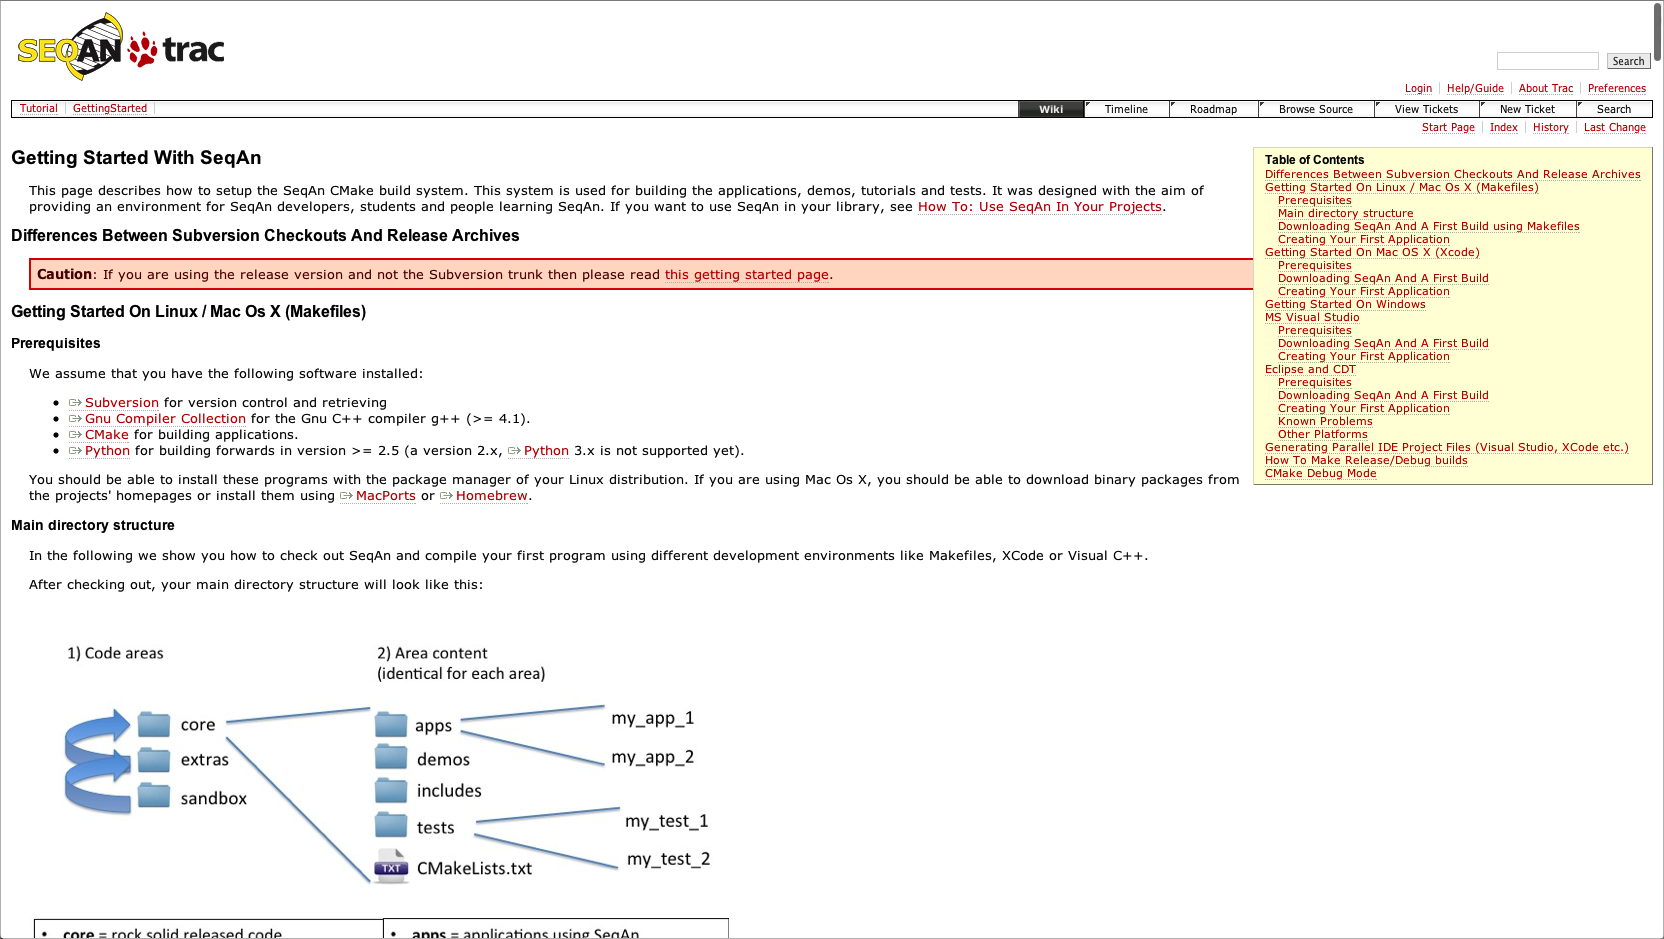 SEQAN trac
Search
Login Help/Guide About Trac Preferences
Tutorial GettingStarted Wiki Timeline Roadmap Browse Source View Tickets New Ticket Search
Start Page Index History Last Change
Getting Started With SeqAn
This page describes how to setup the SeqAn CMake build system. This system is used for building the applications, demos, tutorials and tests. It was designed with the aim of
providing an environment for SeqAn developers, students and people learning SeqAn. If you want to use SeqAn in your library, see How To: Use SeqAn In Your Projects.
Differences Between Subversion Checkouts And Release Archives
Caution: If you are using the release version and not the Subversion trunk then please read this getting started page.
Getting Started On Linux / Mac Os X (Makefiles)
Prerequisites
We assume that you have the following software installed:
• Subversion for version control and retrieving
• Gnu Compiler Collection for the Gnu C++ compiler g++ (>= 4.1).
• CMake for building applications.
• Python for building forwards in version >= 2.5 (a version 2.x, Python 3.x is not supported yet).
You should be able to install these programs with the package manager of your Linux distribution. If you are using Mac Os X, you should be able to download binary packages from
the projects' homepages or install them using MacPorts or Homebrew.
Main directory structure
In the following we show you how to check out SeqAn and compile your first program using different development environments like Makefiles, XCode or Visual C++.
After checking out, your main directory structure will look like this:
Table of Contents
Differences Between Subversion Checkouts And Release Archives
Getting Started On Linux / Mac Os X (Makefiles)
Prerequisites
Main directory structure
Downloading SeqAn And A First Build using Makefiles
Creating Your First Application
Getting Started On Mac OS X (Xcode)
Prerequisites
Downloading SeqAn And A First Build
Creating Your First Application
Getting Started On Windows
MS Visual Studio
Prerequisites
Downloading SeqAn And A First Build
Creating Your First Application
Eclipse and CDT
Prerequisites
Downloading SeqAn And A First Build
Creating Your First Application
Known Problems
Other Platforms
Generating Parallel IDE Project Files (Visual Studio, XCode etc.)
How To Make Release/Debug builds
CMake Debug Mode
1) Code areas
core
extras
sandbox
2) Area content
(identical for each area)
apps
demos
includes
tests
TXT CMakeLists.txt
my_app_1
my_app_2
my_test_1
my_test_2
• core = rock solid released code
• apps = applications using SeqAn